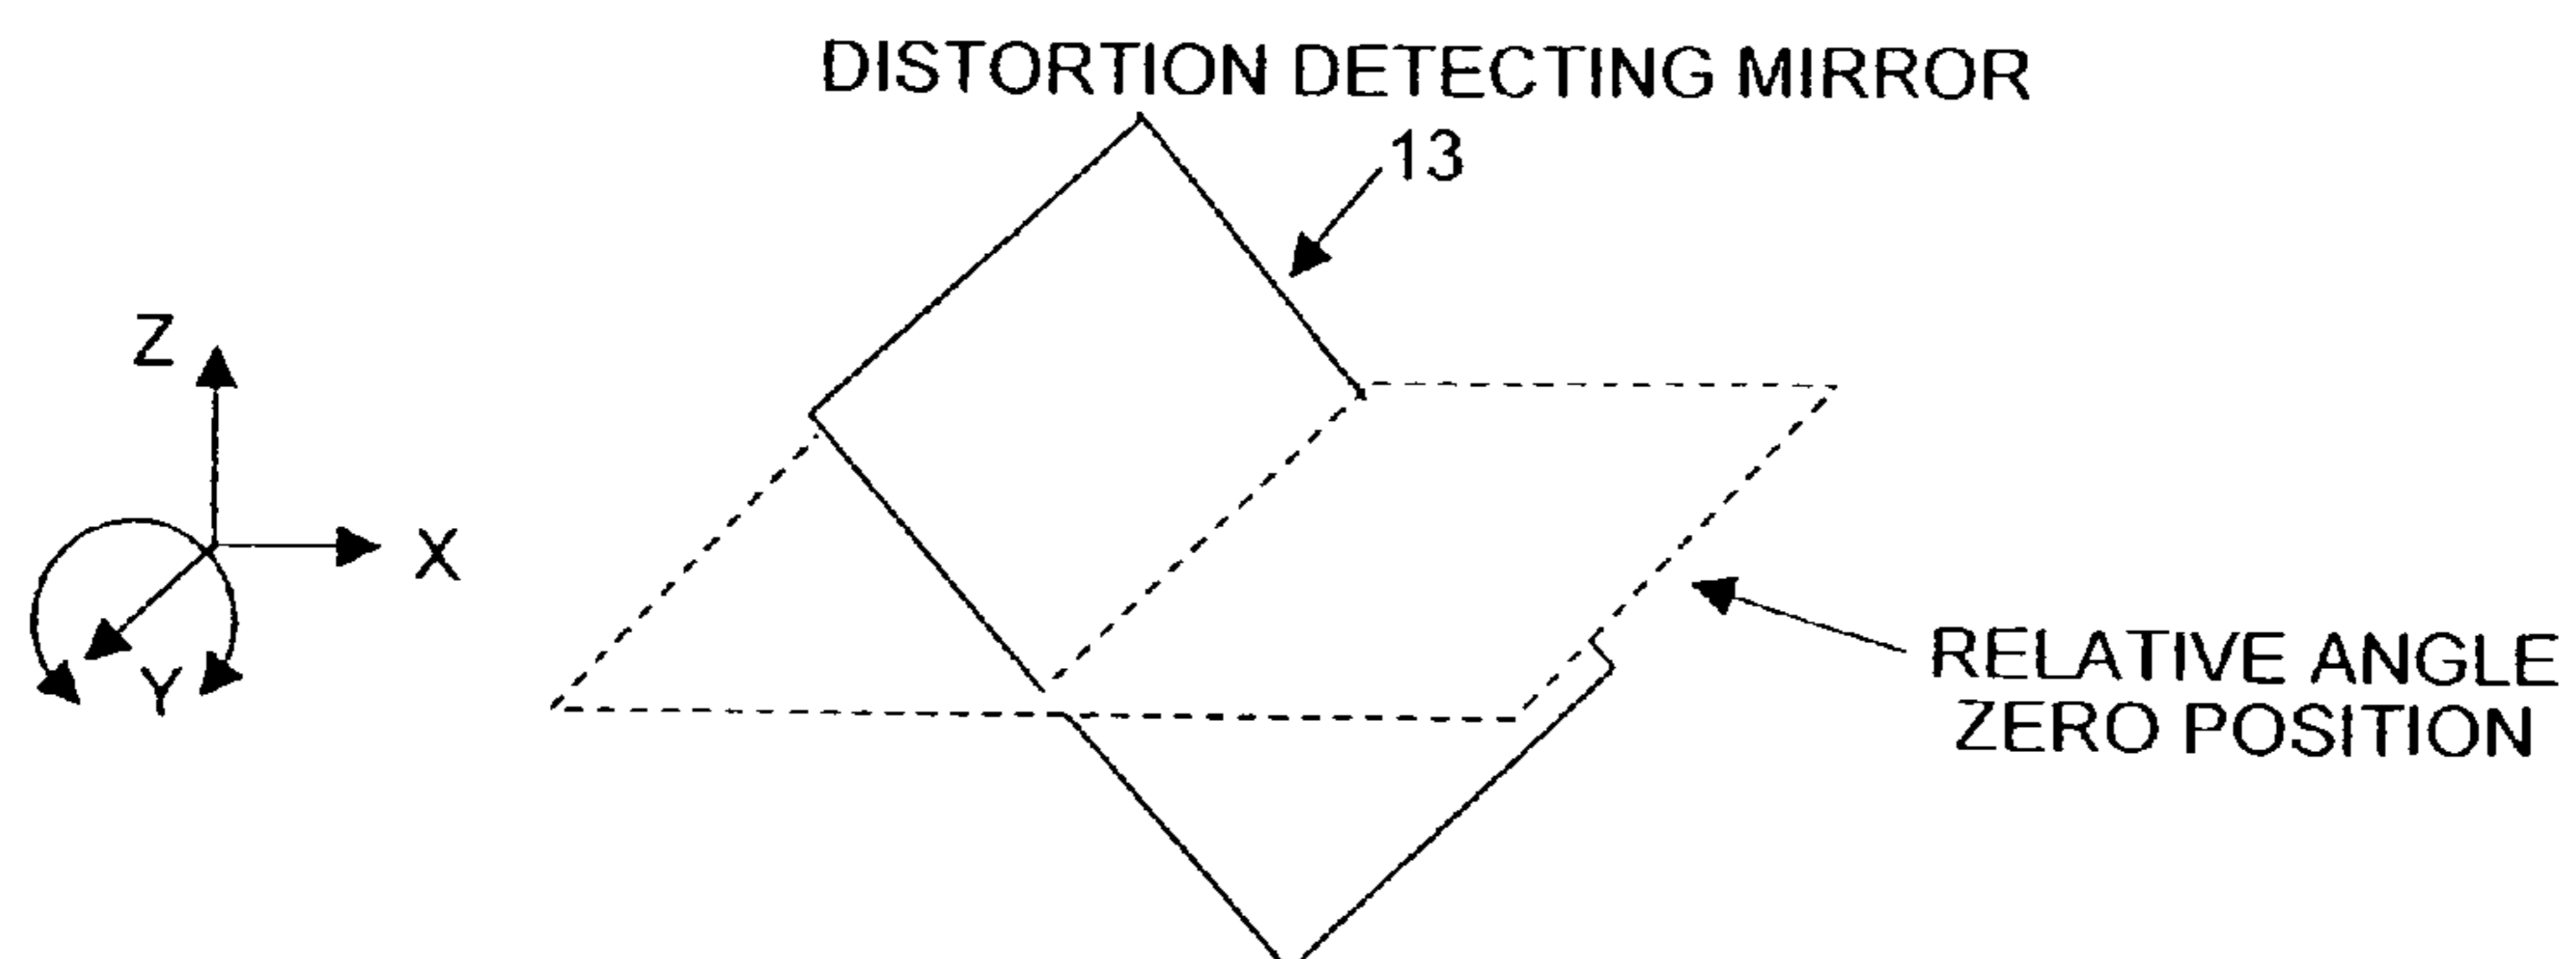 DISTORTION DETECTING MIRROR
13
Z
X
Y
RELATIVE ANGLE
ZERO POSITION